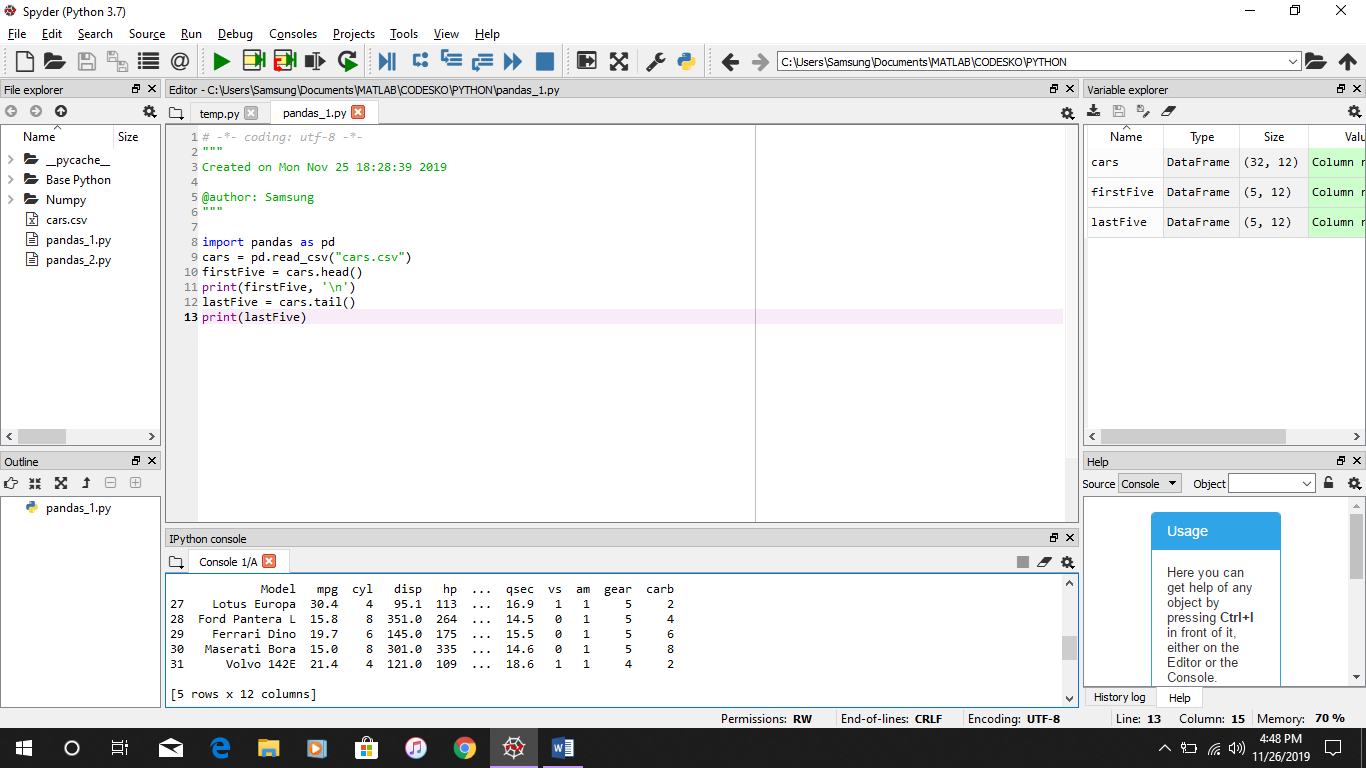 Spyder (Python 3.7)
File Edit Search Source Run Debug Consoles Projects Tools View Help
C:\Users\Samsung\Documents\MATLAB\CODESKO\PYTHON
File explorer
Name Size
__pycache__
Base Python
Numpy
cars.csv
pandas_1.py
pandas_2.py
Outline
pandas_1.py
Editor - C:\Users\Samsung\Documents\MATLAB\CODESKO\PYTHON\pandas_1.py
temp.py pandas_1.py
1 # -*- coding: utf-8 -*-
2 """
3 Created on Mon Nov 25 18:28:39 2019
4
5 @author: Samsung
6 """
7
8 import pandas as pd
9 cars = pd.read_csv("cars.csv")
10 firstFive = cars.head()
11 print(firstFive, '\n')
12 lastFive = cars.tail()
13 print(lastFive)
IPython console
Console 1/A
Model mpg cyl disp hp ... qsec vs am gear carb
27 Lotus Europa 30.4 4 95.1 113 ... 16.9 1 1 5 2
28 Ford Pantera L 15.8 8 351.0 264 ... 14.5 0 1 5 4
29 Ferrari Dino 19.7 6 145.0 175 ... 15.5 0 1 5 6
30 Maserati Bora 15.0 8 301.0 335 ... 14.6 0 1 5 8
31 Volvo 142E 21.4 4 121.0 109 ... 18.6 1 1 4 2
[5 rows x 12 columns]
Variable explorer
Name Type Size Valu
cars DataFrame (32, 12) Column n
firstFive DataFrame (5, 12) Column n
lastFive DataFrame (5, 12) Column n
Help
Source Console Object
Usage
Here you can
get help of any
object by
pressing Ctrl+I
in front of it,
either on the
Editor or the
Console.
History log Help
Permissions: RW End-of-lines: CRLF Encoding: UTF-8 Line: 13 Column: 15 Memory: 70 %
4:48 PM
11/26/2019